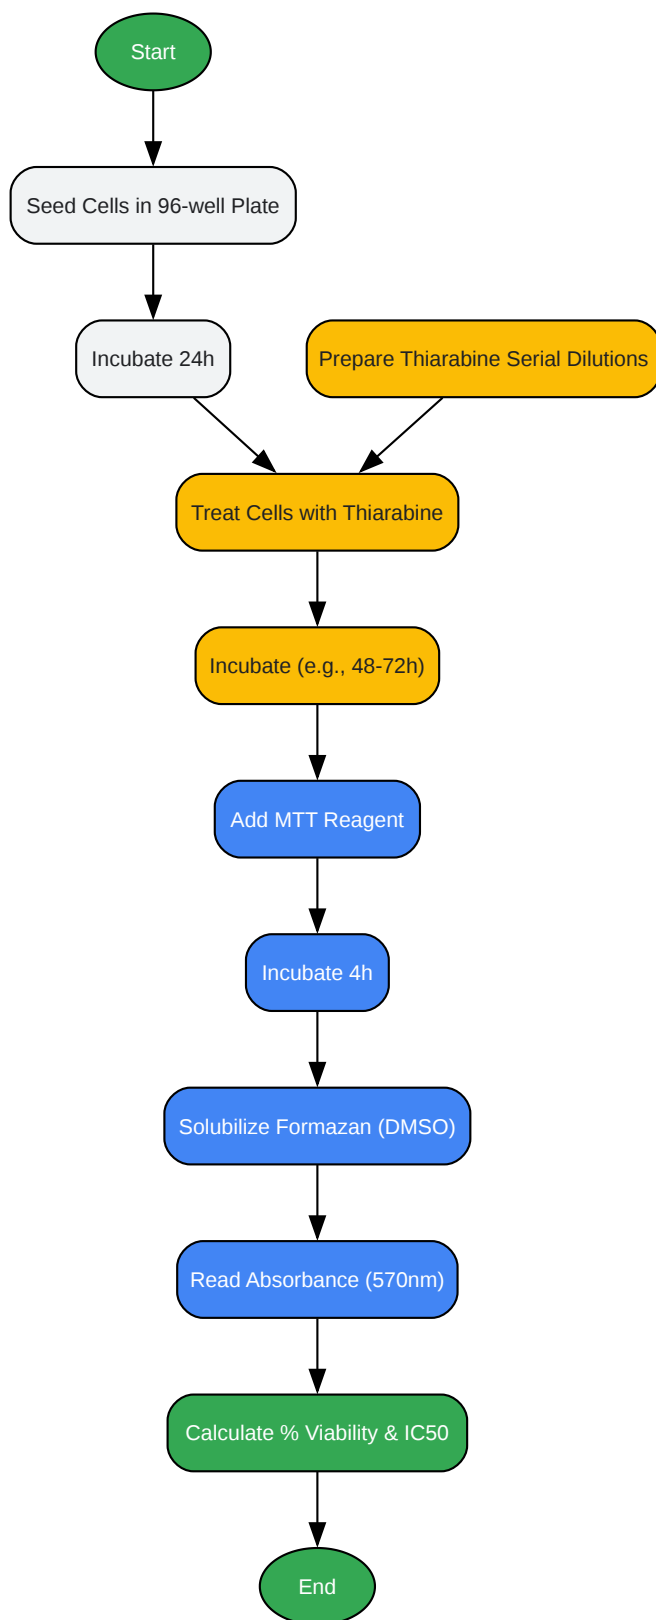 Start
Seed Cells in 96-well Plate
Incubate 24h
Prepare Thiarabine Serial Dilutions
Treat Cells with Thiarabine
Incubate (e.g., 48-72h)
Add MTT Reagent
Incubate 4h
Solubilize Formazan (DMSO)
Read Absorbance (570nm)
Calculate % Viability & IC50
End